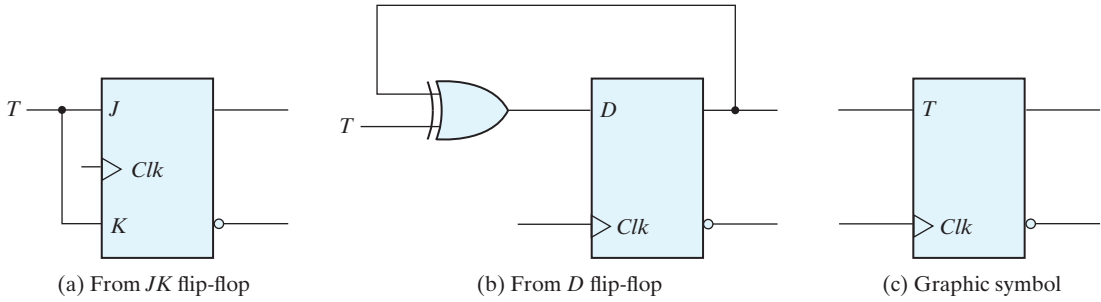 T
J
Clk
K
(a) From JK flip-flop
T
D
Clk
(b) From D flip-flop
T
Clk
(c) Graphic symbol